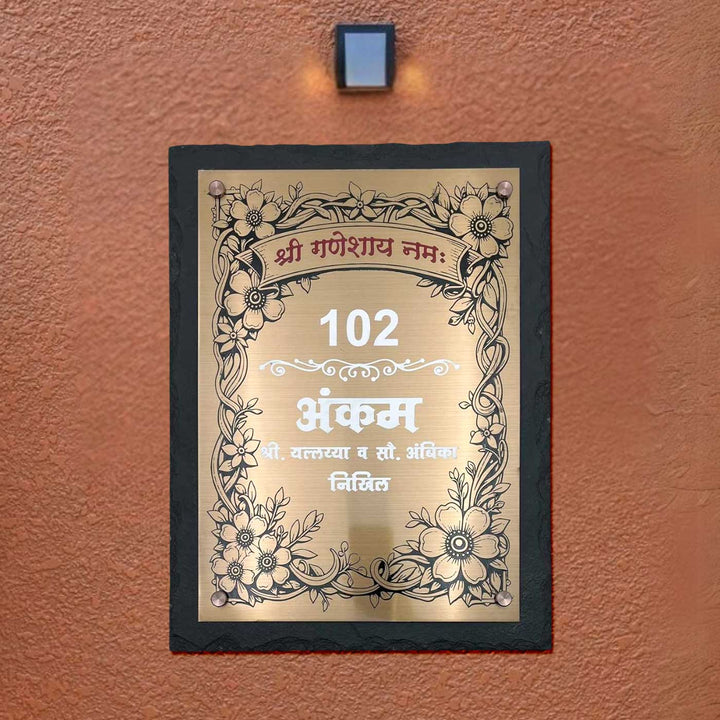 श्री गणेशाय नमः
102
अंकम
श्री. यल्लय्या व सौ. अंबिका
निखिल